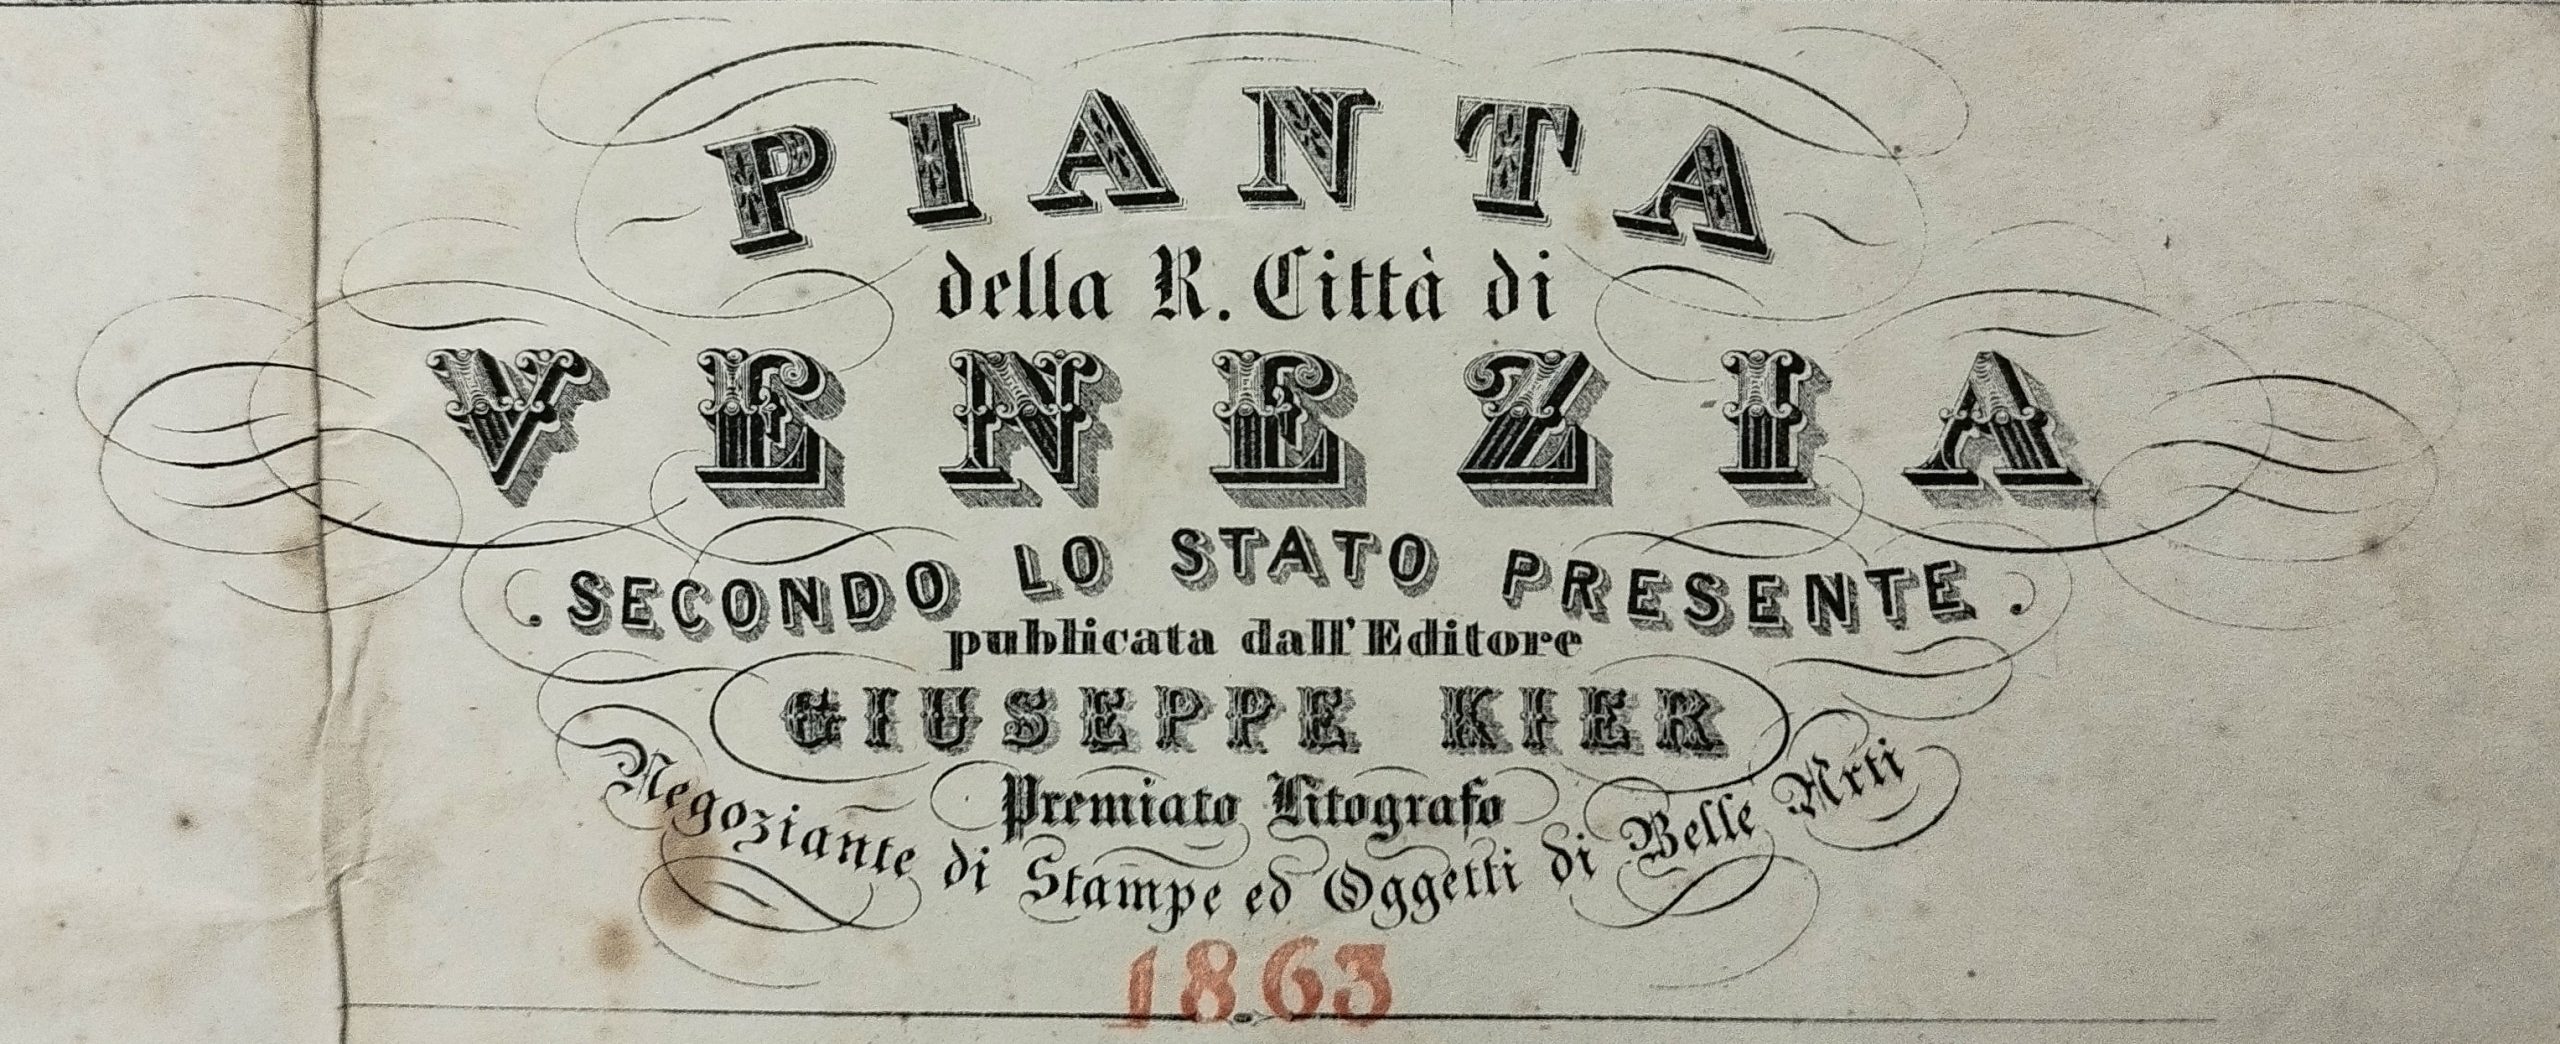 PIANTA
della R. Città di
VENEZIA
. SECONDO LO STATO PRESENTE .
publicata dall'Editore
GIUSEPPE KIER
Premiato Litografo
Negoziante di Stampe ed Oggetti di Belle Arti
1863